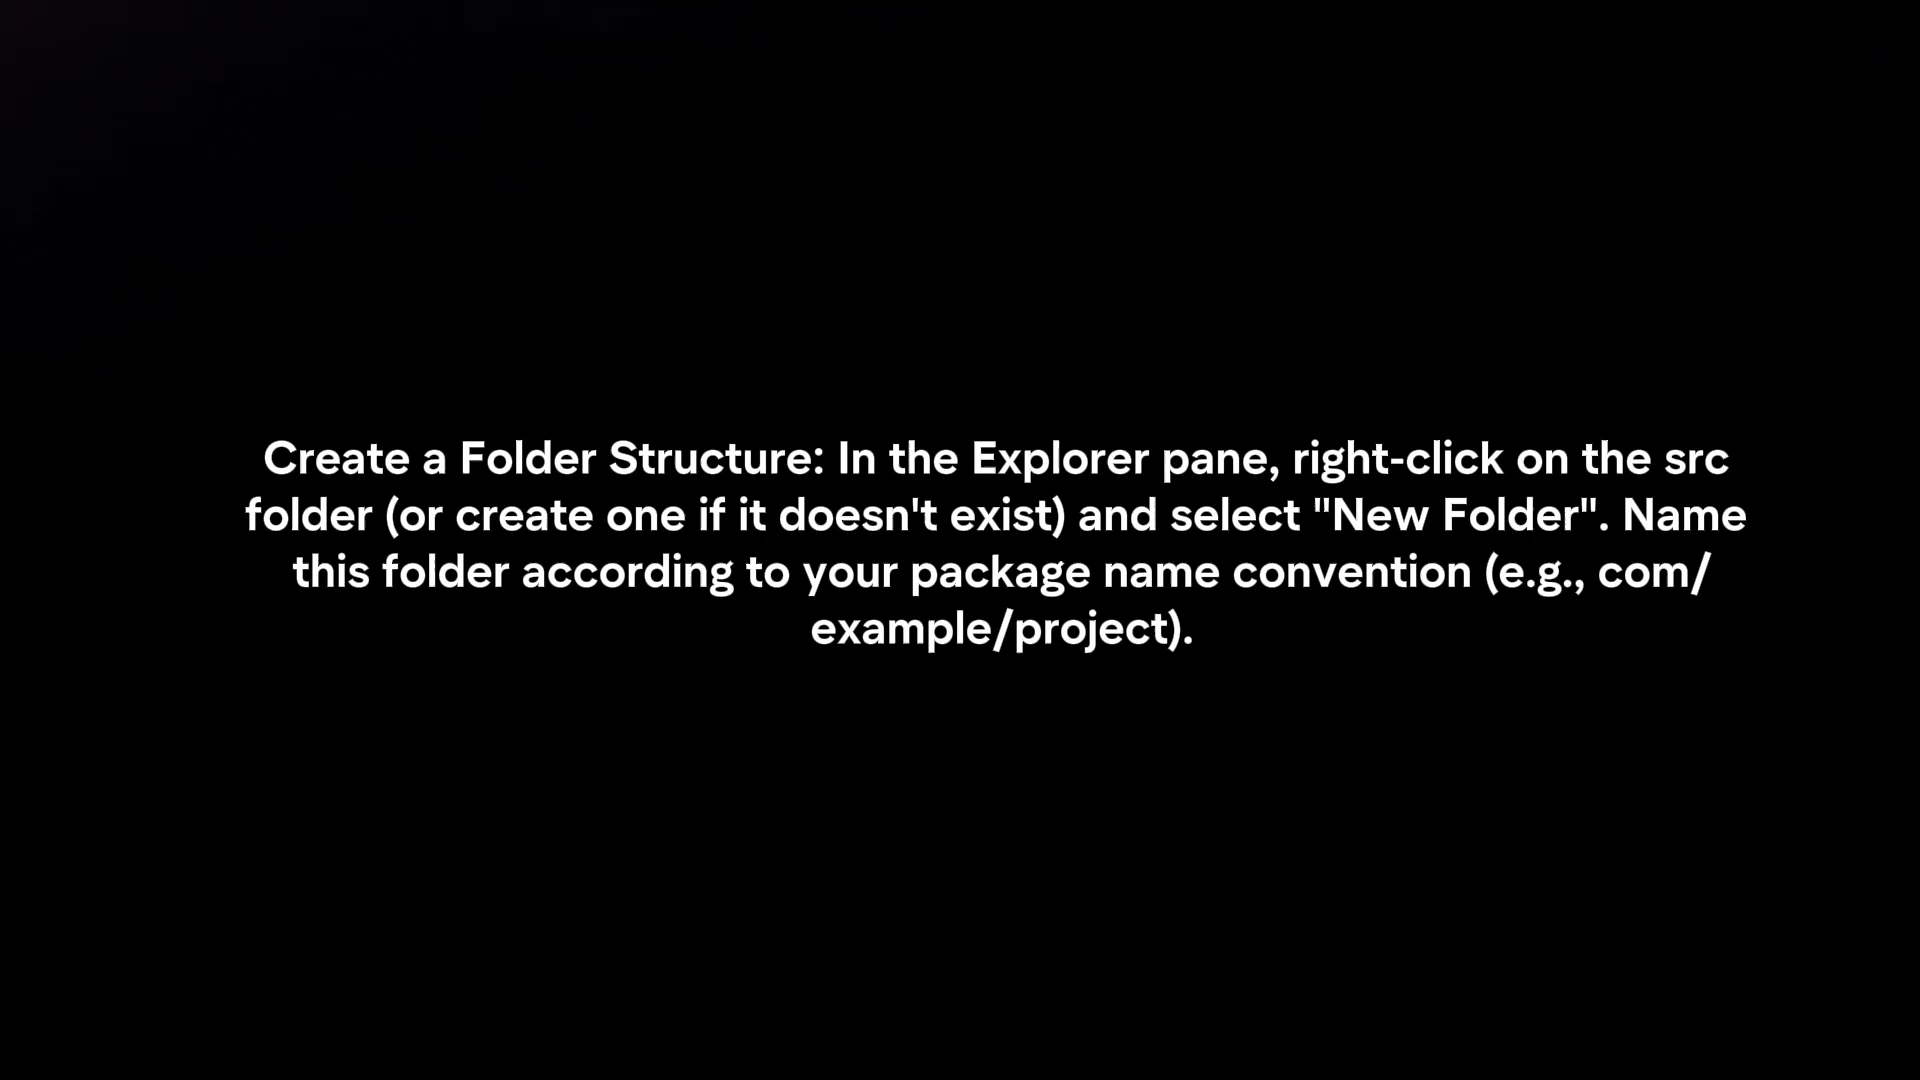 Create a Folder Structure: In the Explorer pane, right-click on the src
folder (or create one if it doesn't exist) and select "New Folder". Name
this folder according to your package name convention (e.g., com/
example/project).